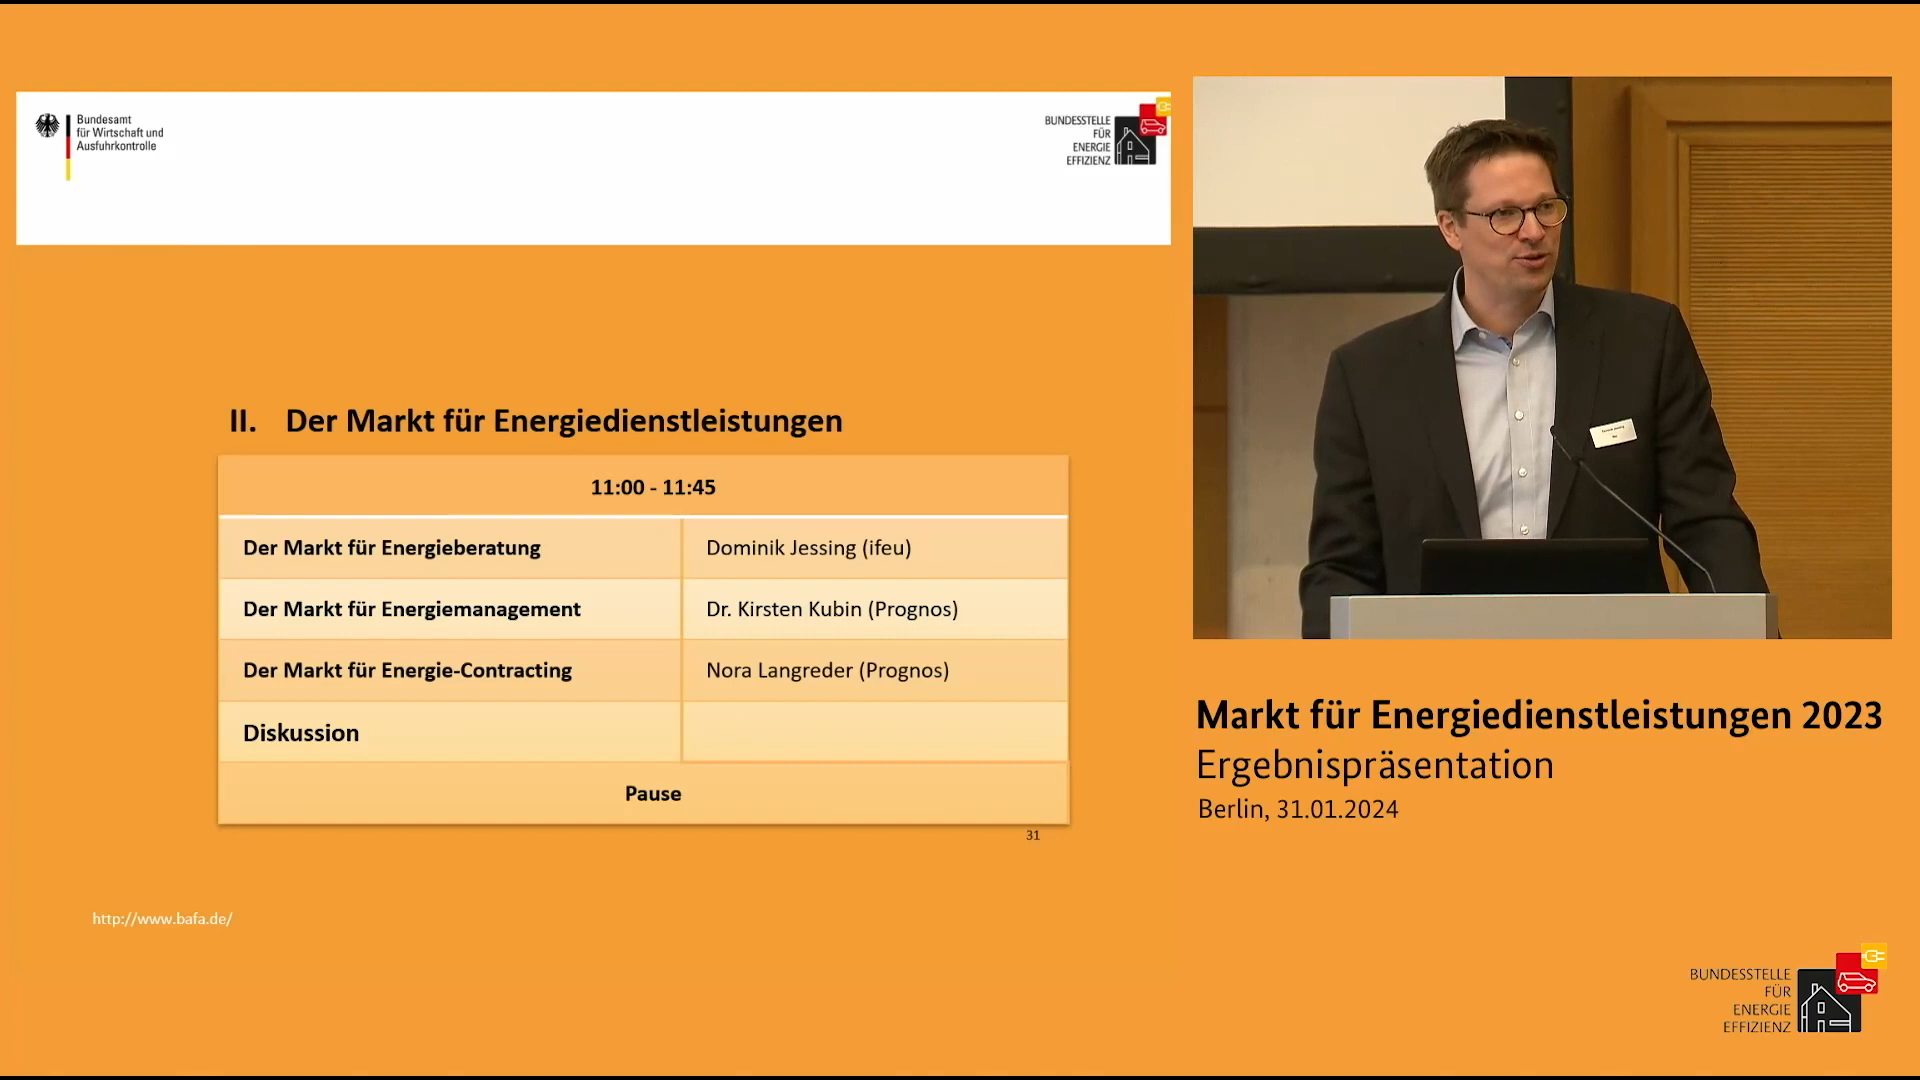 Bundesamt
für Wirtschaft und
Ausfuhrkontrolle
BUNDESSTELLE
FÜR
ENERGIE
EFFIZIENZ
II. Der Markt für Energiedienstleistungen
11:00 - 11:45
Der Markt für Energieberatung Dominik Jessing (ifeu)
Der Markt für Energiemanagement Dr. Kirsten Kubin (Prognos)
Der Markt für Energie-Contracting Nora Langreder (Prognos)
Diskussion
Pause
31
http://www.bafa.de/
Markt für Energiedienstleistungen 2023
Ergebnispräsentation
Berlin, 31.01.2024
BUNDESSTELLE
FÜR
ENERGIE
EFFIZIENZ